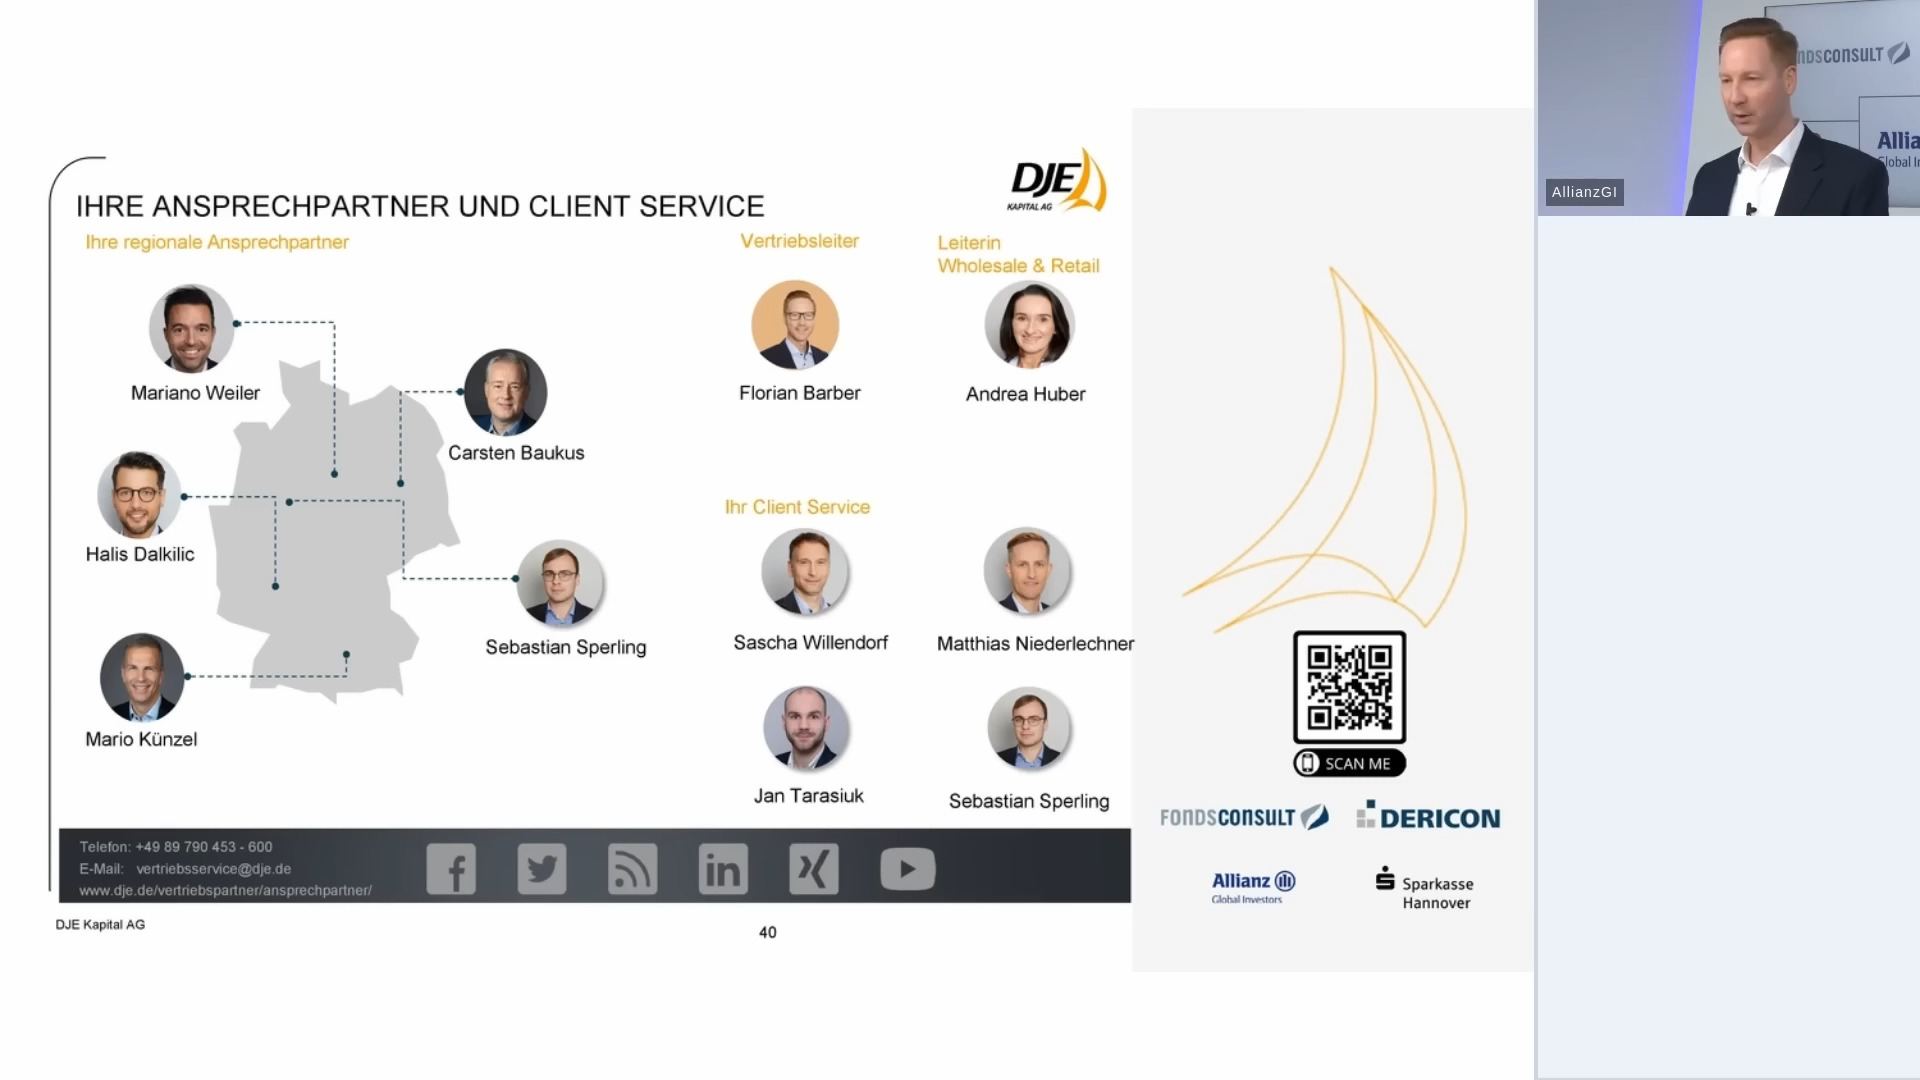 IHRE ANSPRECHPARTNER UND CLIENT SERVICE
DJE
KAPITAL AG
Ihre regionale Ansprechpartner
Vertriebsleiter
Leiterin
Wholesale & Retail
Mariano Weiler
Carsten Baukus
Halis Dalkilic
Sebastian Sperling
Mario Künzel
Florian Barber
Andrea Huber
Ihr Client Service
Sascha Willendorf
Matthias Niederlechner
Jan Tarasiuk
Sebastian Sperling
Telefon: +49 89 790 453 - 600
E-Mail: vertriebsservice@dje.de
www.dje.de/vertriebspartner/ansprechpartner/
DJE Kapital AG
40
SCAN ME
FONDSCONSULT
DERICON
Allianz
Global Investors
Sparkasse
Hannover
NDSCONSULT
Allia
Global In
AllianzGI